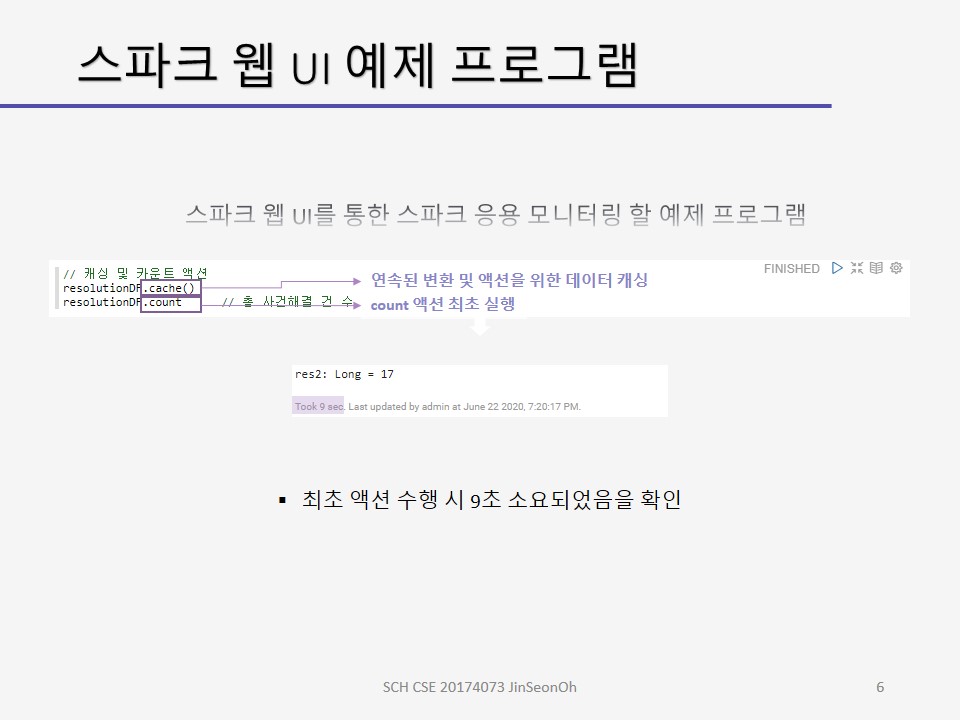 스파크 웹 UI 예제 프로그램
스파크 웹 UI를 통한 스파크 응용 모니터링 할 예제 프로그램
// 캐싱 및 카운트 액션
FINISHED
resolutionDF.cache()
연속된 변환 및 액션을 위한 데이터 캐싱
resolutionDF.count // 총 사건해결 건 수
count 액션 최초 실행
res2: Long = 17
Took 9 sec. Last updated by admin at June 22 2020, 7:20:17 PM.
▪ 최초 액션 수행 시 9초 소요되었음을 확인
SCH CSE 20174073 JinSeonOh
6